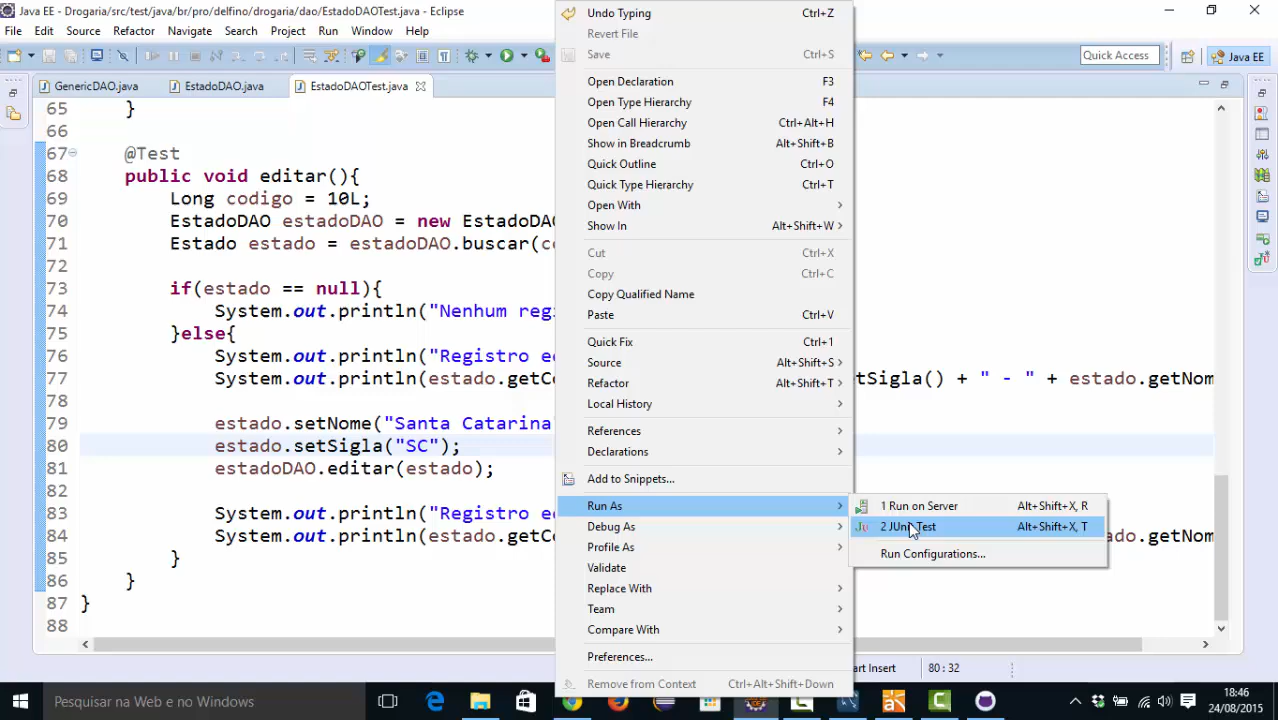 Java EE - Drogaria/src/test/java/br/pro/delfino/drogaria/dao/EstadoDAOTest.java - Eclipse
File Edit Source Refactor Navigate Search Project Run Window Help
Quick Access Java EE
GenericDAO.java EstadoDAO.java EstadoDAOTest.java
65 }
66
67 @Test
68 public void editar(){
69 Long codigo = 10L;
70 EstadoDAO estadoDAO = new EstadoDAO
71 Estado estado = estadoDAO.buscar(co
72
73 if(estado == null){
74 System.out.println("Nenhum reg
75 }else{
76 System.out.println("Registro e
77 System.out.println(estado.getCo tSigla() + " - " + estado.getNom
78
79 estado.setNome("Santa Catarina
80 estado.setSigla("SC");
81 estadoDAO.editar(estado);
82
83 System.out.println("Registro e
84 System.out.println(estado.getCo do.getNom
85 }
86 }
87 }
88
Undo Typing Ctrl+Z
Revert File
Save Ctrl+S
Open Declaration F3
Open Type Hierarchy F4
Open Call Hierarchy Ctrl+Alt+H
Show in Breadcrumb Alt+Shift+B
Quick Outline Ctrl+O
Quick Type Hierarchy Ctrl+T
Open With
Show In Alt+Shift+W
Cut Ctrl+X
Copy Ctrl+C
Copy Qualified Name
Paste Ctrl+V
Quick Fix Ctrl+1
Source Alt+Shift+S
Refactor Alt+Shift+T
Local History
References
Declarations
Add to Snippets...
Run As
Debug As
Profile As
Validate
Replace With
Team
Compare With
Preferences...
Remove from Context Ctrl+Alt+Shift+Down
1 Run on Server Alt+Shift+X, R
2 JUnit Test Alt+Shift+X, T
Run Configurations...
art Insert 80 : 32
Pesquisar na Web e no Windows
18:46
24/08/2015